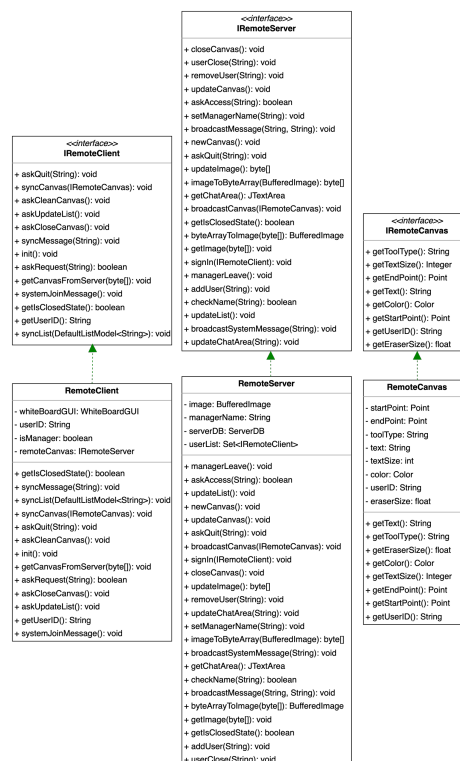 <<interface>>
IRemoteClient
+ askQuit(String): void
+ syncCanvas(IRemoteCanvas): void
+ askCleanCanvas(): void
+ askUpdateList(): void
+ askCloseCanvas(): void
+ syncMessage(String): void
+ init(): void
+ askRequest(String): boolean
+ getCanvasFromServer(byte[]): void
+ systemJoinMessage(): void
+ getIsClosedState(): boolean
+ getUserID(): String
+ syncList(DefaultListModel<String>): void
RemoteClient
- whiteBoardGUI: WhiteBoardGUI
- userID: String
- isManager: boolean
- remoteCanvas: IRemoteServer
+ getIsClosedState(): boolean
+ syncMessage(String): void
+ syncList(DefaultListModel<String>): void
+ syncCanvas(IRemoteCanvas): void
+ askQuit(String): void
+ askCleanCanvas(): void
+ init(): void
+ getCanvasFromServer(byte[]): void
+ askRequest(String): boolean
+ askCloseCanvas(): void
+ askUpdateList(): void
+ getUserID(): String
+ systemJoinMessage(): void
<<interface>>
IRemoteServer
+ closeCanvas(): void
+ userClose(String): void
+ removeUser(String): void
+ updateCanvas(): void
+ askAccess(String): boolean
+ setManagerName(String): void
+ broadcastMessage(String, String): void
+ newCanvas(): void
+ askQuit(String): void
+ updateImage(): byte[]
+ imageToByteArray(BufferedImage): byte[]
+ getChatArea(): JTextArea
+ broadcastCanvas(IRemoteCanvas): void
+ getIsClosedState(): boolean
+ byteArrayToImage(byte[]): BufferedImage
+ getImage(byte[]): void
+ signIn(IRemoteClient): void
+ managerLeave(): void
+ addUser(String): void
+ checkName(String): boolean
+ updateList(): void
+ broadcastSystemMessage(String): void
+ updateChatArea(String): void
RemoteServer
- image: BufferedImage
- managerName: String
- serverDB: ServerDB
- userList: Set<IRemoteClient>
+ managerLeave(): void
+ askAccess(String): boolean
+ updateList(): void
+ newCanvas(): void
+ updateCanvas(): void
+ askQuit(String): void
+ broadcastCanvas(IRemoteCanvas): void
+ signIn(IRemoteClient): void
+ closeCanvas(): void
+ updateImage(): byte[]
+ removeUser(String): void
+ updateChatArea(String): void
+ setManagerName(String): void
+ imageToByteArray(BufferedImage): byte[]
+ broadcastSystemMessage(String): void
+ getChatArea(): JTextArea
+ checkName(String): boolean
+ broadcastMessage(String, String): void
+ byteArrayToImage(byte[]): BufferedImage
+ getImage(byte[]): void
+ getIsClosedState(): boolean
+ addUser(String): void
+ userClose(String): void
<<interface>>
IRemoteCanvas
+ getToolType(): String
+ getTextSize(): Integer
+ getEndPoint(): Point
+ getText(): String
+ getColor(): Color
+ getStartPoint(): Point
+ getUserID(): String
+ getEraserSize(): float
RemoteCanvas
- startPoint: Point
- endPoint: Point
- toolType: String
- text: String
- textSize: int
- color: Color
- userID: String
- eraserSize: float
+ getText(): String
+ getToolType(): String
+ getEraserSize(): float
+ getColor(): Color
+ getTextSize(): Integer
+ getEndPoint(): Point
+ getStartPoint(): Point
+ getUserID(): String